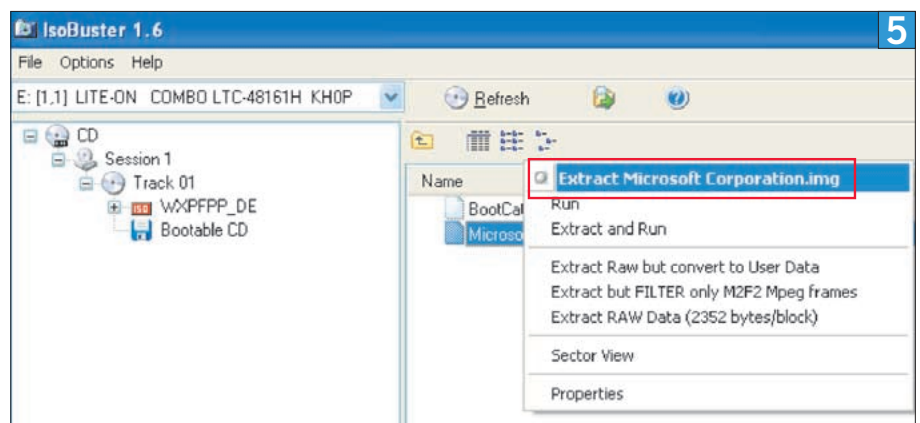 IsoBuster 1.6
5
File Options Help
E: [1,1] LITE-ON COMBO LTC-48161H KH0P
Refresh
CD
Session 1
Track 01
ISO WXPFPP_DE
Bootable CD
Name
BootCat
Microso
Extract Microsoft Corporation.img
Run
Extract and Run
Extract Raw but convert to User Data
Extract but FILTER only M2F2 Mpeg frames
Extract RAW Data (2352 bytes/block)
Sector View
Properties